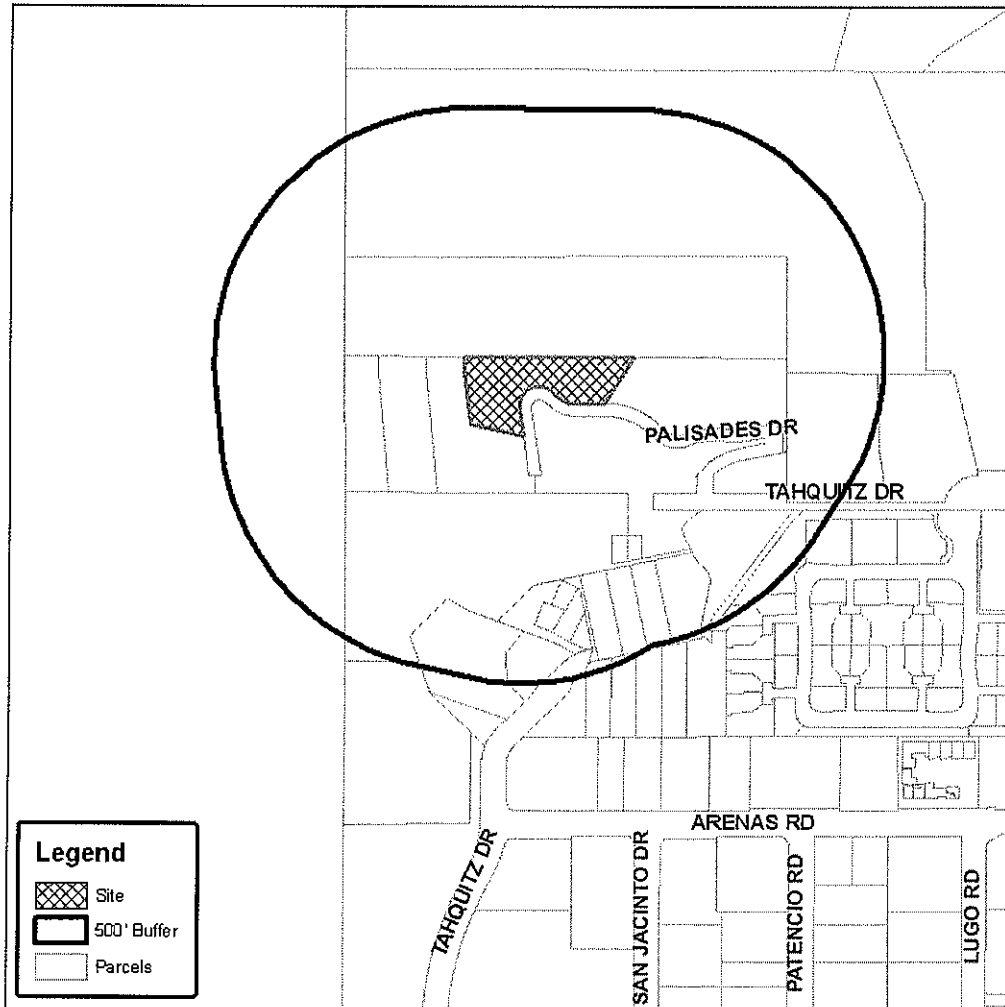 PALISADES DR
TAHQUITZ DR
ARENAS RD
TAHQUITZ DR
SAN JACINTO DR
PATENCIO RD
LUGO RD
Legend
Site
500' Buffer
Parcels